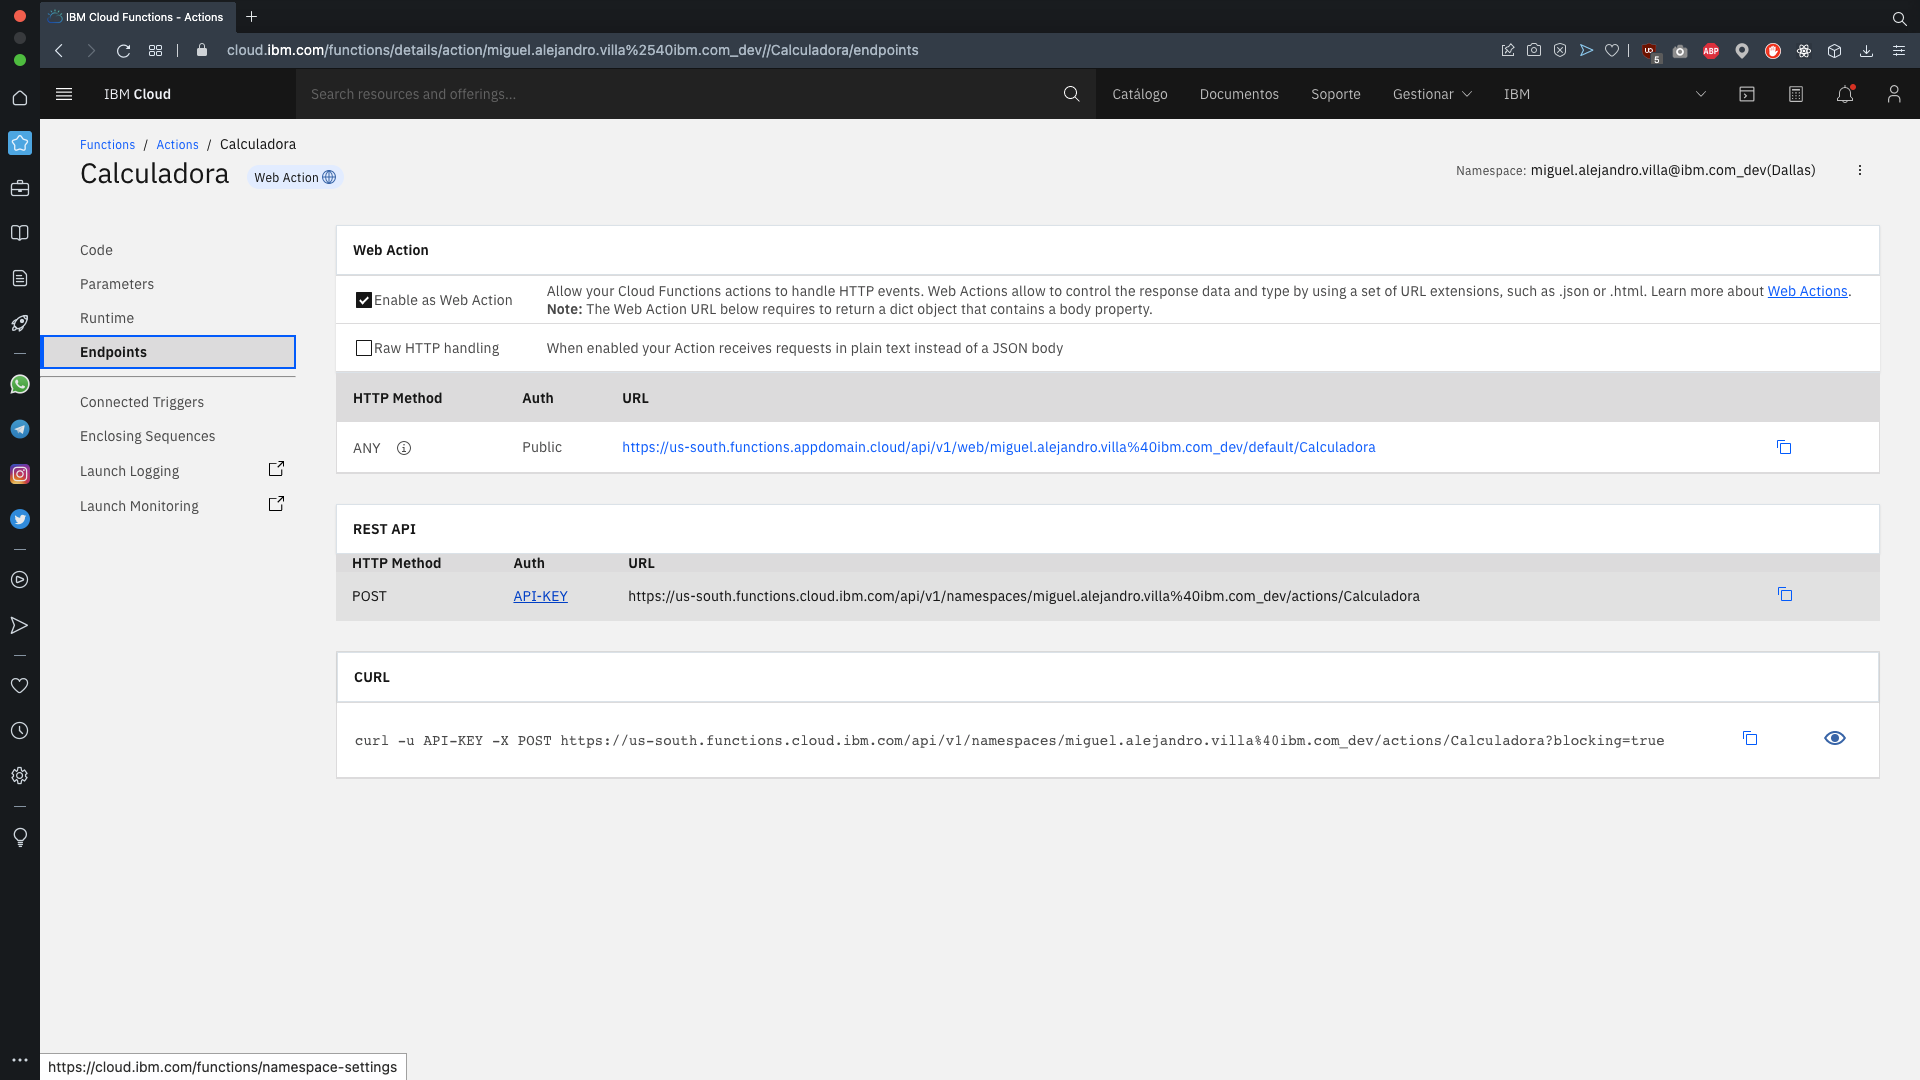 IBM Cloud Functions - Actions
cloud.ibm.com/functions/details/action/miguel.alejandro.villa%2540ibm.com_dev//Calculadora/endpoints
UD
5
ABP
IBM Cloud
Search resources and offerings...
Catálogo
Documentos
Soporte
Gestionar
IBM
Functions / Actions / Calculadora
Calculadora
Web Action
Namespace: miguel.alejandro.villa@ibm.com_dev(Dallas)
Code
Parameters
Runtime
Endpoints
Connected Triggers
Enclosing Sequences
Launch Logging
Launch Monitoring
Web Action
Enable as Web Action
Allow your Cloud Functions actions to handle HTTP events. Web Actions allow to control the response data and type by using a set of URL extensions, such as .json or .html. Learn more about Web Actions.
Note: The Web Action URL below requires to return a dict object that contains a body property.
Raw HTTP handling
When enabled your Action receives requests in plain text instead of a JSON body
HTTP Method Auth URL
ANY Public https://us-south.functions.appdomain.cloud/api/v1/web/miguel.alejandro.villa%40ibm.com_dev/default/Calculadora
REST API
HTTP Method Auth URL
POST API-KEY https://us-south.functions.cloud.ibm.com/api/v1/namespaces/miguel.alejandro.villa%40ibm.com_dev/actions/Calculadora
CURL
curl -u API-KEY -X POST https://us-south.functions.cloud.ibm.com/api/v1/namespaces/miguel.alejandro.villa%40ibm.com_dev/actions/Calculadora?blocking=true
https://cloud.ibm.com/functions/namespace-settings